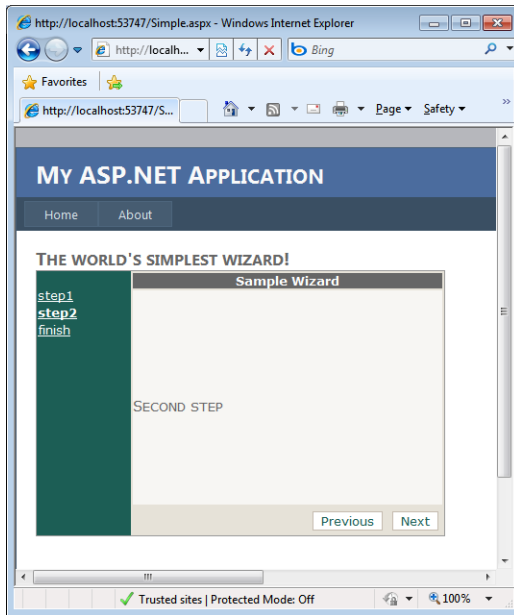 http://localhost:53747/Simple.aspx - Windows Internet Explorer
http://localh... Bing
Favorites
http://localhost:53747/S... Page Safety »
MY ASP.NET APPLICATION
Home About
THE WORLD'S SIMPLEST WIZARD!
Sample Wizard
step1
step2
finish
SECOND STEP
Previous Next
Trusted sites | Protected Mode: Off 100%